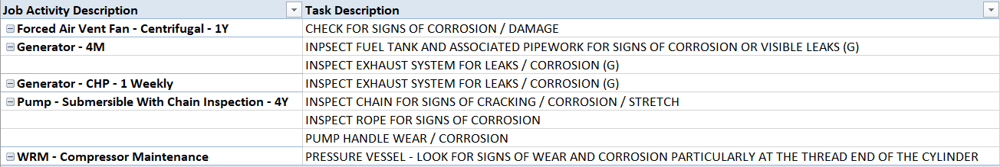 Job Activity Description Task Description
Forced Air Vent Fan - Centrifugal - 1Y CHECK FOR SIGNS OF CORROSION / DAMAGE
Generator - 4M INPSECT FUEL TANK AND ASSOCIATED PIPEWORK FOR SIGNS OF CORROSION OR VISIBLE LEAKS (G)
INSPECT EXHAUST SYSTEM FOR LEAKS / CORROSION (G)
Generator - CHP - 1 Weekly INSPECT EXHAUST SYSTEM FOR LEAKS / CORROSION (G)
Pump - Submersible With Chain Inspection - 4Y INSPECT CHAIN FOR SIGNS OF CRACKING / CORROSION / STRETCH
INSPECT ROPE FOR SIGNS OF CORROSION
PUMP HANDLE WEAR / CORROSION
WRM - Compressor Maintenance PRESSURE VESSEL - LOOK FOR SIGNS OF WEAR AND CORROSION PARTICULARLY AT THE THREAD END OF THE CYLINDER